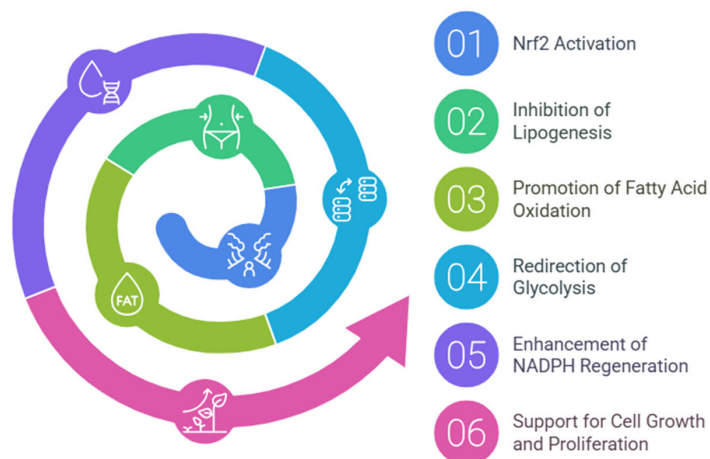 01
Nrf2 Activation
02
Inhibition of
Lipogenesis
03
Promotion of Fatty Acid
Oxidation
04
Redirection of
Glycolysis
05
Enhancement of
NADPH Regeneration
06
Support for Cell Growth
and Proliferation
FAT